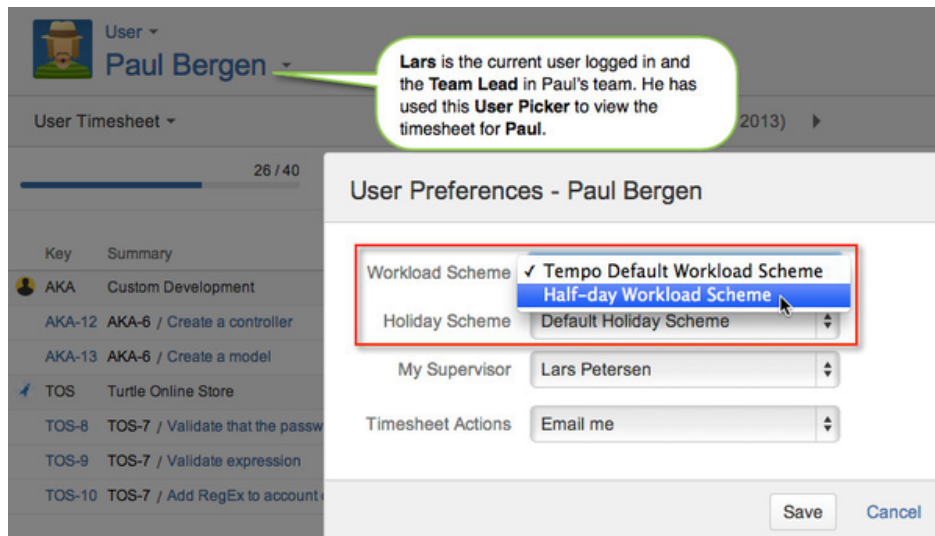 User
Paul Bergen
Lars is the current user logged in and
the Team Lead in Paul's team. He has
used this User Picker to view the
timesheet for Paul.
User Timesheet
2013)
26 / 40
User Preferences - Paul Bergen
Key Summary
Workload Scheme ✓ Tempo Default Workload Scheme
Half-day Workload Scheme
AKA Custom Development
AKA-12 AKA-6 / Create a controller
Holiday Scheme Default Holiday Scheme
AKA-13 AKA-6 / Create a model
My Supervisor Lars Petersen
TOS Turtle Online Store
TOS-8 TOS-7 / Validate that the passw
Timesheet Actions Email me
TOS-9 TOS-7 / Validate expression
TOS-10 TOS-7 / Add RegEx to account
Save Cancel